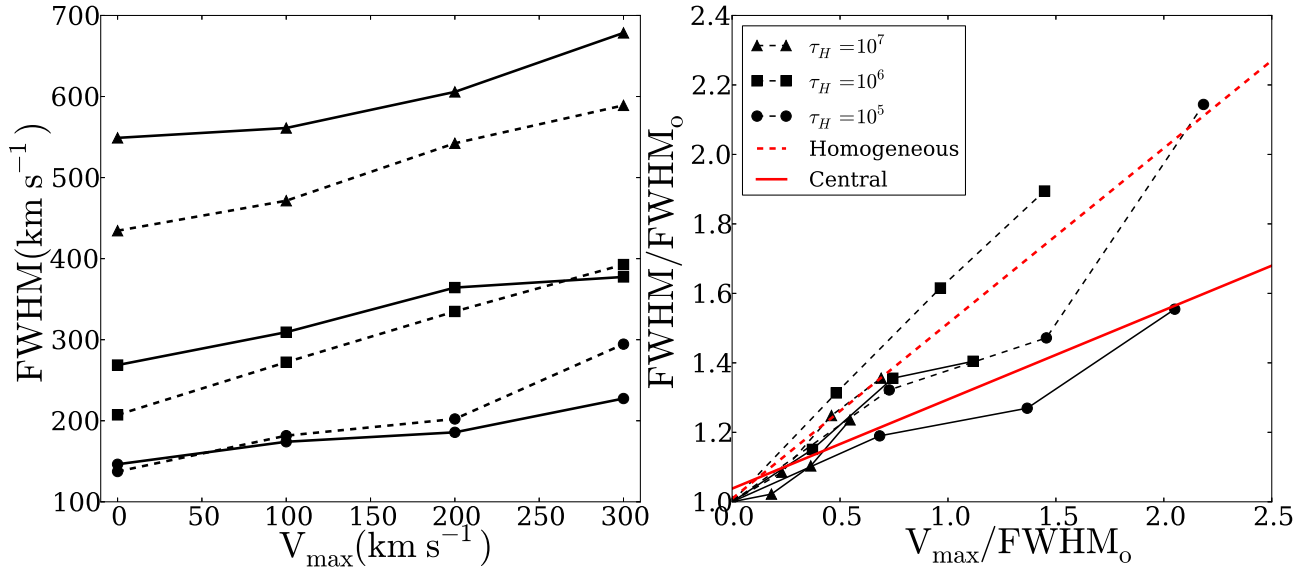 700
600
500
400
300
200
100
0 50 100 150 200 250 300
FWHM(km s⁻¹)
V_max(km s⁻¹)
2.4
2.2
2.0
1.8
1.6
1.4
1.2
1.0
0.0 0.5 1.0 1.5 2.0 2.5
FWHM/FWHM_o
V_max/FWHM_o
τ_H = 10⁷
τ_H = 10⁶
τ_H = 10⁵
Homogeneous
Central